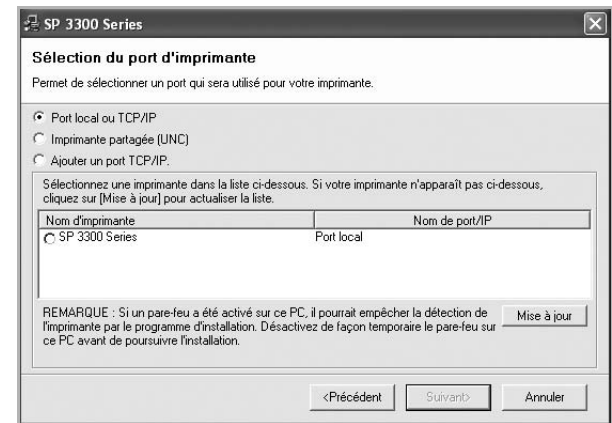 SP 3300 Series
Sélection du port d'imprimante
Permet de sélectionner un port qui sera utilisé pour votre imprimante.
Port local ou TCP/IP
Imprimante partagée (UNC)
Ajouter un port TCP/IP.
Sélectionnez une imprimante dans la liste ci-dessous. Si votre imprimante n'apparaît pas ci-dessous,
cliquez sur [Mise à jour] pour actualiser la liste.
Nom d'imprimante Nom de port/IP
SP 3300 Series Port local
REMARQUE : Si un pare-feu a été activé sur ce PC, il pourrait empêcher la détection de
l'imprimante par le programme d'installation. Désactivez de façon temporaire le pare-feu sur
ce PC avant de poursuivre l'installation.
Mise à jour
<Précédent Suivant> Annuler